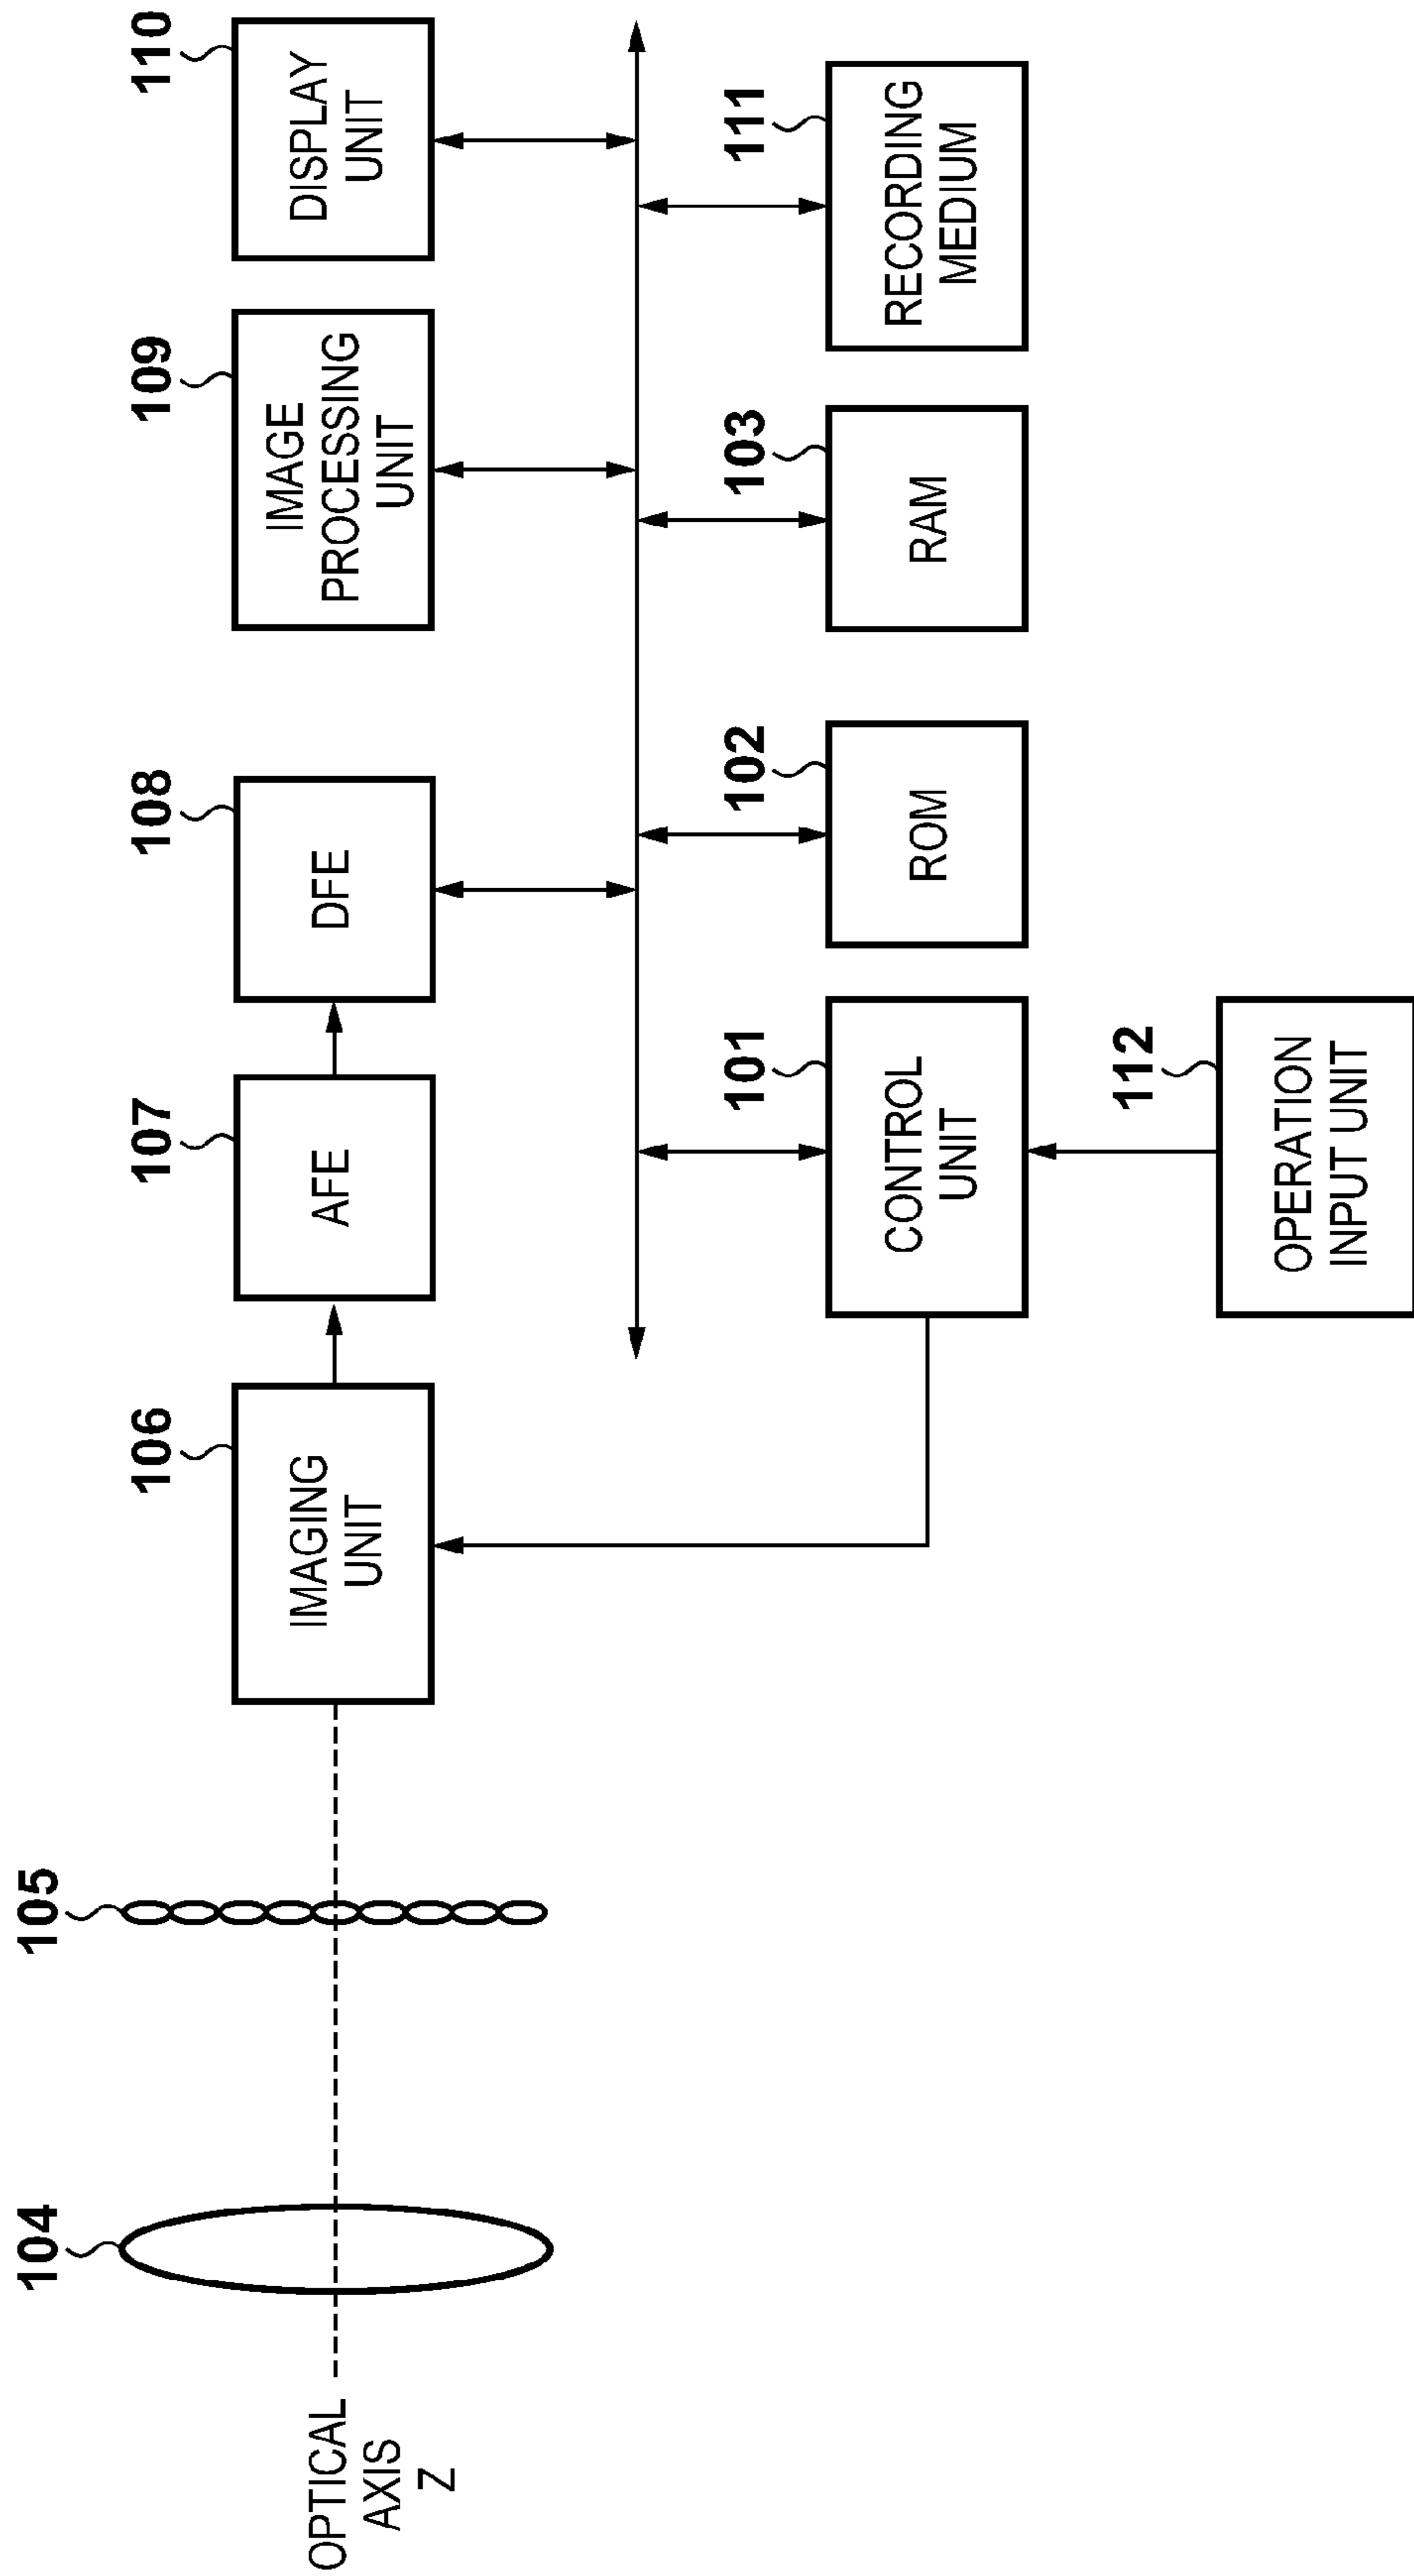 104
105
106
107
108
109
110
OPTICAL
AXIS
Z
IMAGING
UNIT
AFE
DFE
IMAGE
PROCESSING
UNIT
DISPLAY
UNIT
101
102
103
111
CONTROL
UNIT
ROM
RAM
RECORDING
MEDIUM
112
OPERATION
INPUT UNIT